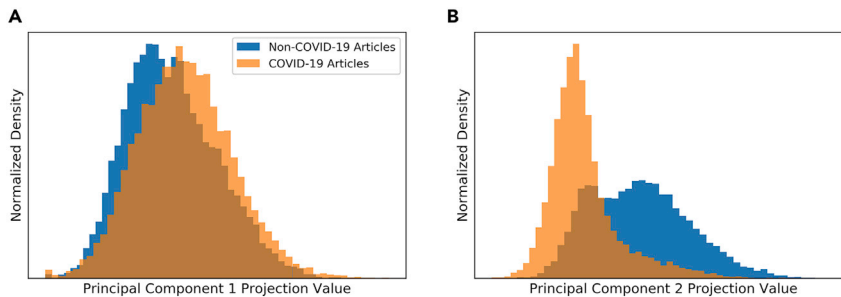 A
Normalized Density
Non-COVID-19 Articles
COVID-19 Articles
Principal Component 1 Projection Value
B
Normalized Density
Principal Component 2 Projection Value